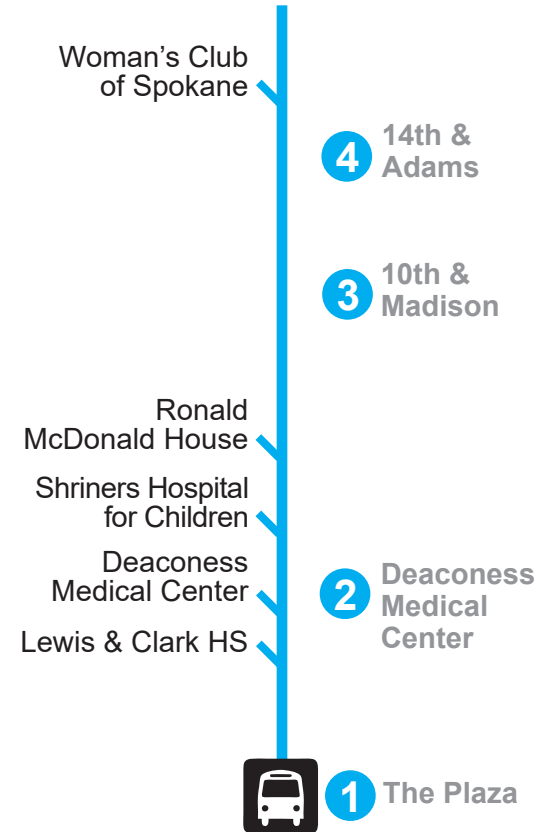 Woman’s Club
of Spokane
4
14th &
Adams
3
10th &
Madison
Ronald
McDonald House
Shriners Hospital
for Children
Deaconess
Medical Center
2
Deaconess
Medical
Center
Lewis & Clark HS
1
The Plaza